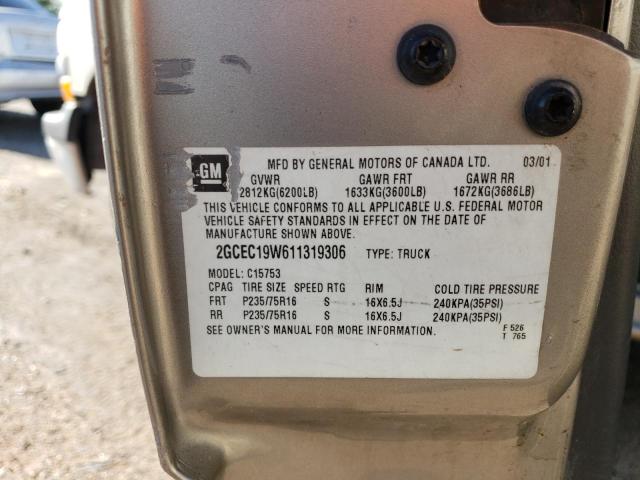 GM
MFD BY GENERAL MOTORS OF CANADA LTD. 03/01
GVWR GAWR FRT GAWR RR
2812KG(6200LB) 1633KG(3600LB) 1672KG(3686LB)
THIS VEHICLE CONFORMS TO ALL APPLICABLE U.S. FEDERAL MOTOR
VEHICLE SAFETY STANDARDS IN EFFECT ON THE DATE OF
MANUFACTURE SHOWN ABOVE.
2GCEC19W611319306 TYPE: TRUCK
MODEL: C15753
CPAG TIRE SIZE SPEED RTG RIM COLD TIRE PRESSURE
FRT P235/75R16 S 16X6.5J 240KPA(35PSI)
RR P235/75R16 S 16X6.5J 240KPA(35PSI)
SEE OWNER'S MANUAL FOR MORE INFORMATION.
F 526
T 765